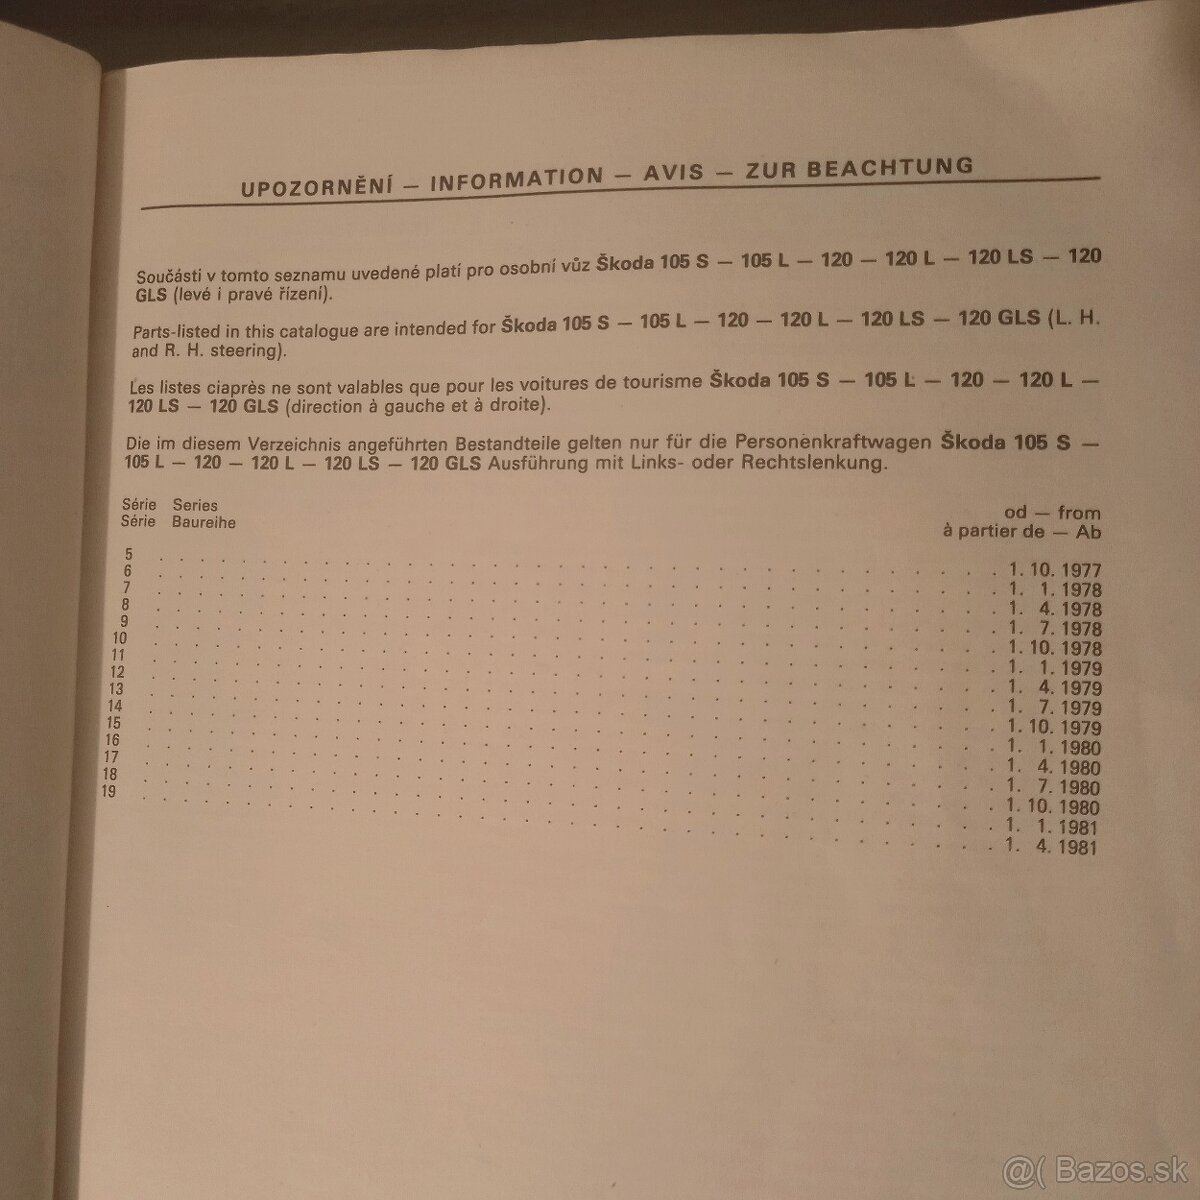 UPOZORNĚNÍ — INFORMATION — AVIS — ZUR BEACHTUNG
Součásti v tomto seznamu uvedené platí pro osobní vůz Škoda 105 S — 105 L — 120 — 120 L — 120 LS — 120
GLS (levé i pravé řízení).
Parts-listed in this catalogue are intended for Škoda 105 S — 105 L — 120 — 120 L — 120 LS — 120 GLS (L. H.
and R. H. steering).
Les listes ciaprès ne sont valables que pour les voitures de tourisme Škoda 105 S — 105 L — 120 — 120 L —
120 LS — 120 GLS (direction à gauche et à droite).
Die im diesem Verzeichnis angeführten Bestandteile gelten nur für die Personenkraftwagen Škoda 105 S —
105 L — 120 — 120 L — 120 LS — 120 GLS Ausführung mit Links- oder Rechtslenkung.
Série Series od — from
Série Baureihe à partier de — Ab
5 1. 10. 1977
6 1. 1. 1978
7 1. 4. 1978
8 1. 7. 1978
9 1. 10. 1978
10 1. 1. 1979
11 1. 4. 1979
12 1. 7. 1979
13 1. 10. 1979
14 1. 1. 1980
15 1. 4. 1980
16 1. 7. 1980
17 1. 10. 1980
18 1. 1. 1981
19 1. 4. 1981
@( Bazos.sk